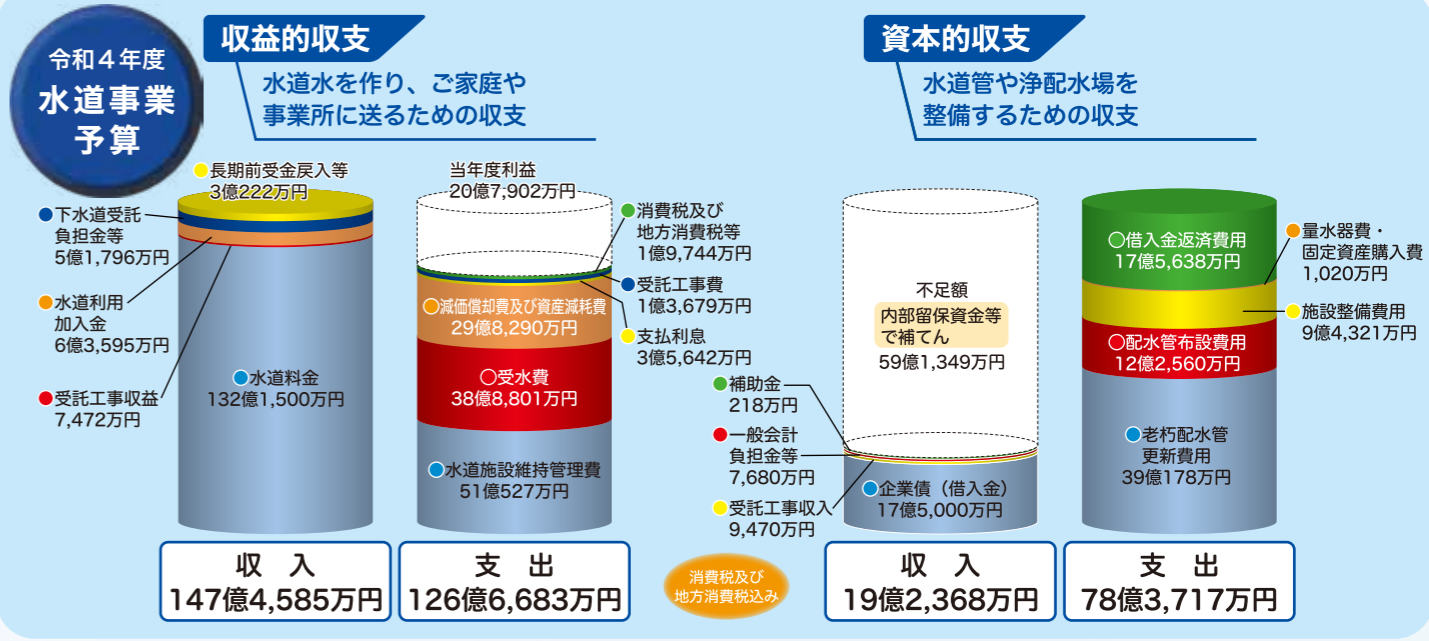 令和4年度
水道事業
予算
収益的収支
水道水を作り、ご家庭や
事業所に送るための収支
長期前受金戻入等
3億222万円
下水道受託
負担金等
5億1,796万円
水道利用
加入金
6億3,595万円
受託工事収益
7,472万円
水道料金
132億1,500万円
収 入
147億4,585万円
当年度利益
20億7,902万円
消費税及び
地方消費税等
1億9,744万円
受託工事費
1億3,679万円
支払利息
3億5,642万円
減価償却費及び資産減耗費
29億8,290万円
受水費
38億8,801万円
水道施設維持管理費
51億527万円
支 出
126億6,683万円
資本的収支
水道管や浄配水場を
整備するための収支
不足額
内部留保資金等
で補てん
59億1,349万円
補助金
218万円
一般会計
負担金等
7,680万円
受託工事収入
9,470万円
企業債（借入金）
17億5,000万円
収 入
19億2,368万円
借入金返済費用
17億5,638万円
量水器費・
固定資産購入費
1,020万円
施設整備費用
9億4,321万円
配水管布設費用
12億2,560万円
老朽配水管
更新費用
39億178万円
支 出
78億3,717万円
消費税及び
地方消費税込み